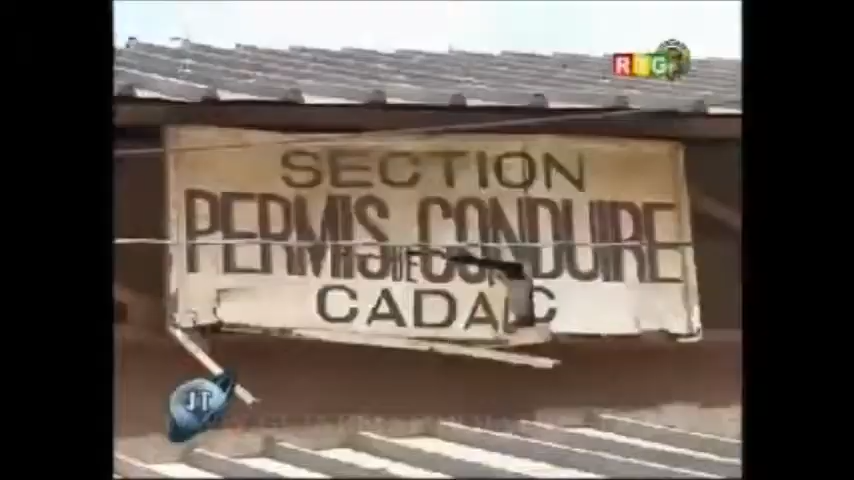 RTG
SECTION
PERMIS DE CONDUIRE
CADAC
JT